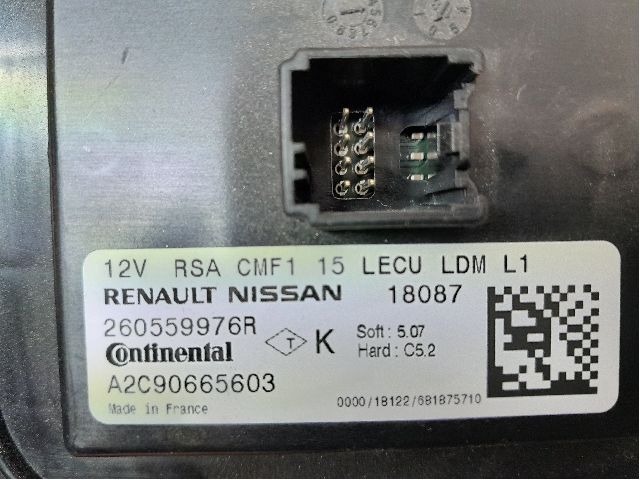 12V RSA CMF1 15 LECU LDM L1
RENAULT NISSAN 18087
260559976R
Continental T K Soft : 5.07
Hard : C5.2
A2C90665603
Made in France 0000/18122/681875710